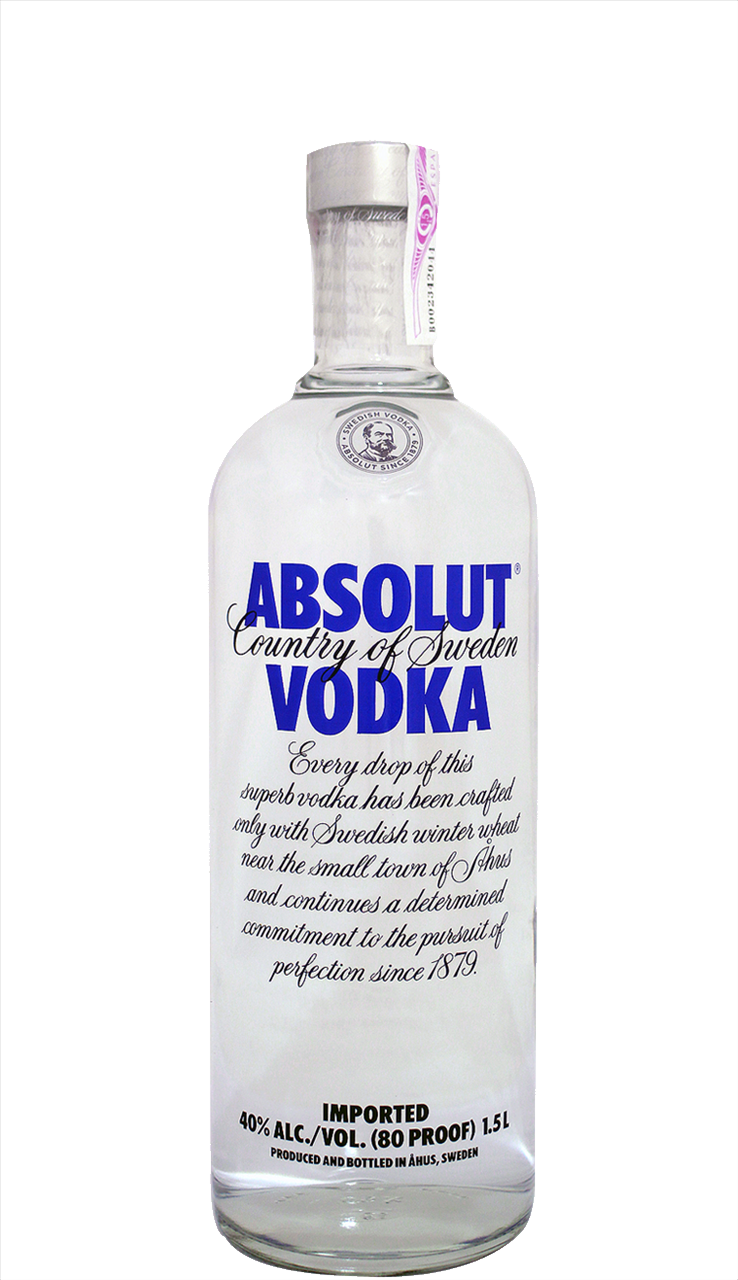 ESPA
B002342011
SWEDISH VODKA
ABSOLUT SINCE 1879
ABSOLUT®
Country of Sweden
VODKA
Every drop of this
superb vodka has been crafted
only with Swedish winter wheat
near the small town of Åhus
and continues a determined
commitment to the pursuit of
perfection since 1879.
IMPORTED
40% ALC./VOL. (80 PROOF) 1.5 L
PRODUCED AND BOTTLED IN ÅHUS, SWEDEN